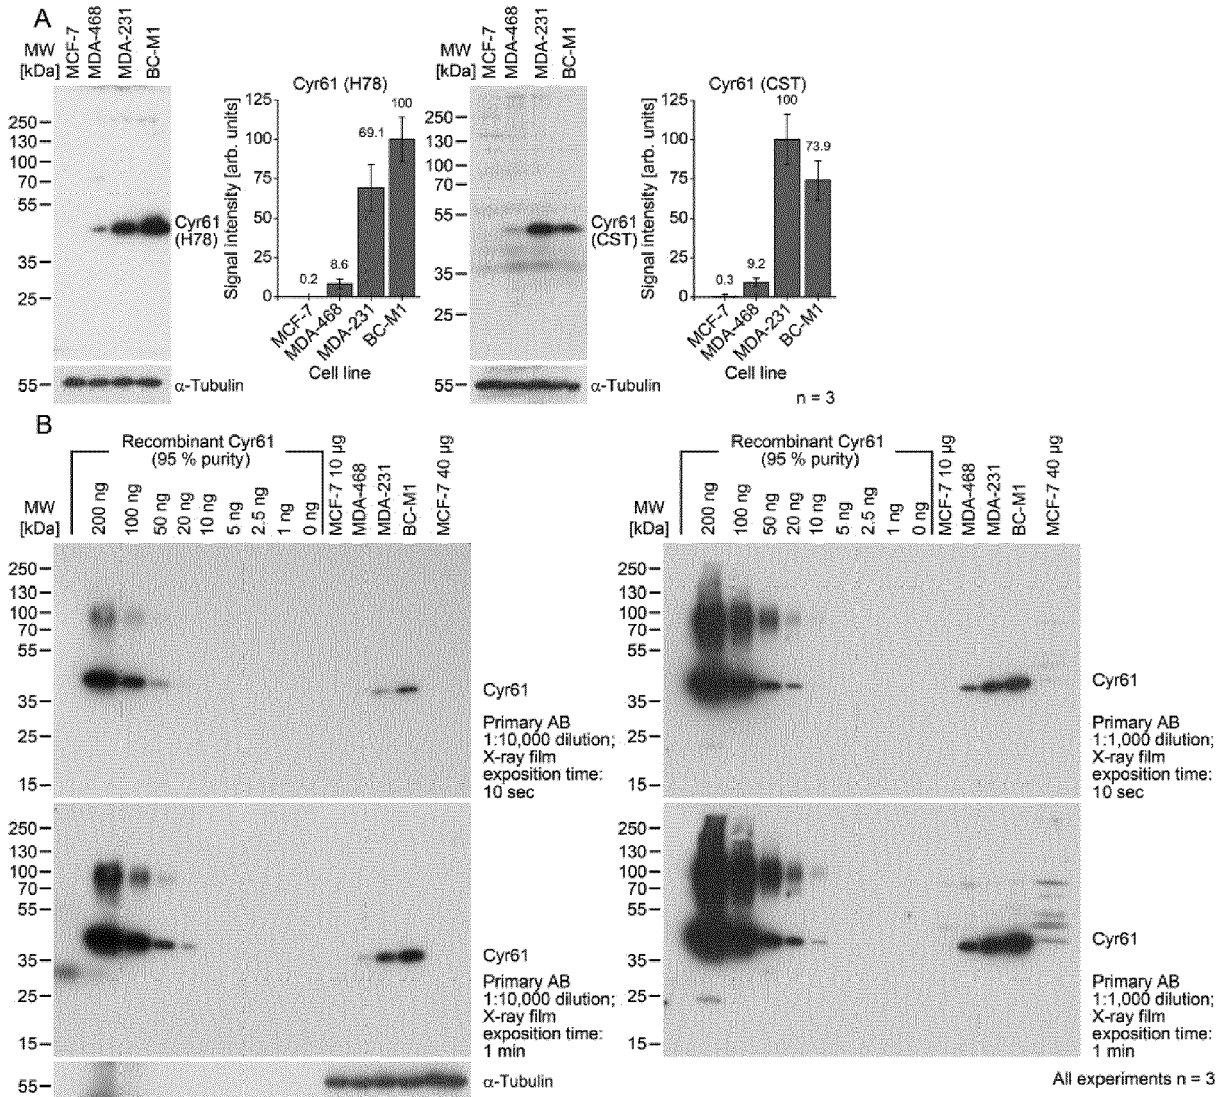 A
MW
[kDa]
MCF-7
MDA-468
MDA-231
BC-M1
250
130
100
70
55
35
25
Cyr61
(H78)
55
α-Tubulin
Cyr61 (H78)
Signal intensity [arb. units]
125
100
75
50
25
0
0.2
8.6
69.1
100
MCF-7
MDA-468
MDA-231
BC-M1
Cell line
MW
[kDa]
MCF-7
MDA-468
MDA-231
BC-M1
250
130
100
70
55
35
25
Cyr61
(CST)
55
α-Tubulin
Cyr61 (CST)
Signal intensity [arb. units]
125
100
75
50
25
0
0.3
9.2
100
73.9
MCF-7
MDA-468
MDA-231
BC-M1
Cell line
n = 3
B
Recombinant Cyr61
(95 % purity)
MW
[kDa]
200 ng
100 ng
50 ng
20 ng
10 ng
5 ng
2.5 ng
1 ng
0 ng
MCF-7 10 µg
MDA-468
MDA-231
BC-M1
MCF-7 40 µg
250
130
100
70
55
35
25
15
Cyr61
Primary AB
1:10,000 dilution;
X-ray film
exposition time:
10 sec
250
130
100
70
55
35
25
15
Cyr61
Primary AB
1:10,000 dilution;
X-ray film
exposition time:
1 min
55
α-Tubulin
Recombinant Cyr61
(95 % purity)
MW
[kDa]
200 ng
100 ng
50 ng
20 ng
10 ng
5 ng
2.5 ng
1 ng
0 ng
MCF-7 10 µg
MDA-468
MDA-231
BC-M1
MCF-7 40 µg
250
130
100
70
55
35
25
15
Cyr61
Primary AB
1:1,000 dilution;
X-ray film
exposition time:
10 sec
250
130
100
70
55
35
25
15
Cyr61
Primary AB
1:1,000 dilution;
X-ray film
exposition time:
1 min
All experiments n = 3